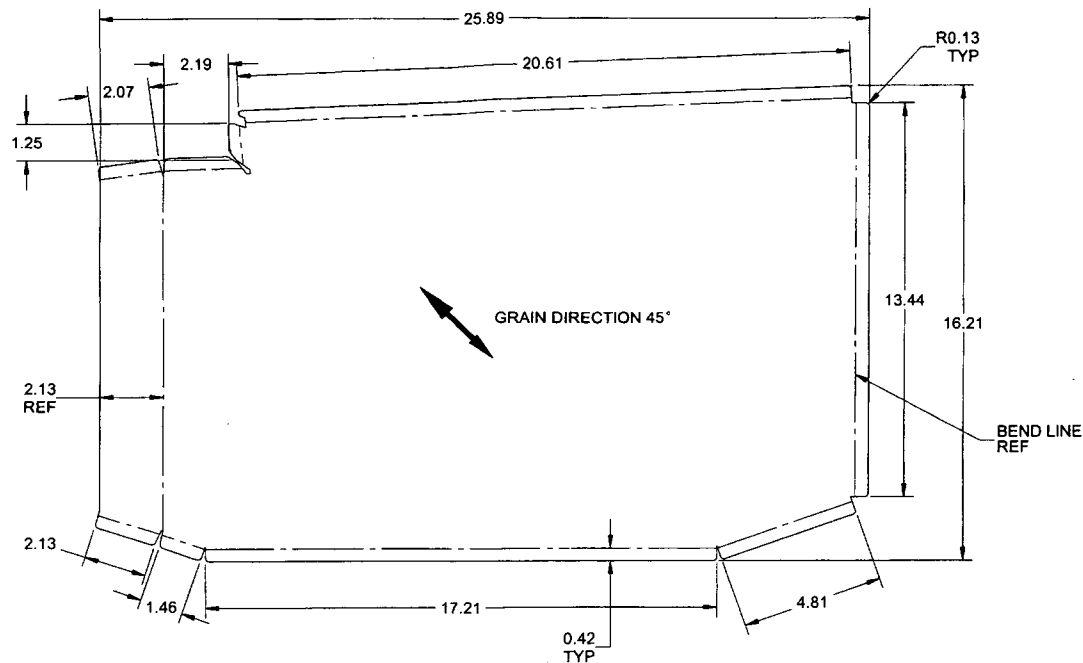 25.89
R0.13
TYP
2.19
20.61
2.07
1.25
13.44
16.21
GRAIN DIRECTION 45°
2.13
REF
BEND LINE
REF
2.13
1.46
17.21
4.81
0.42
TYP